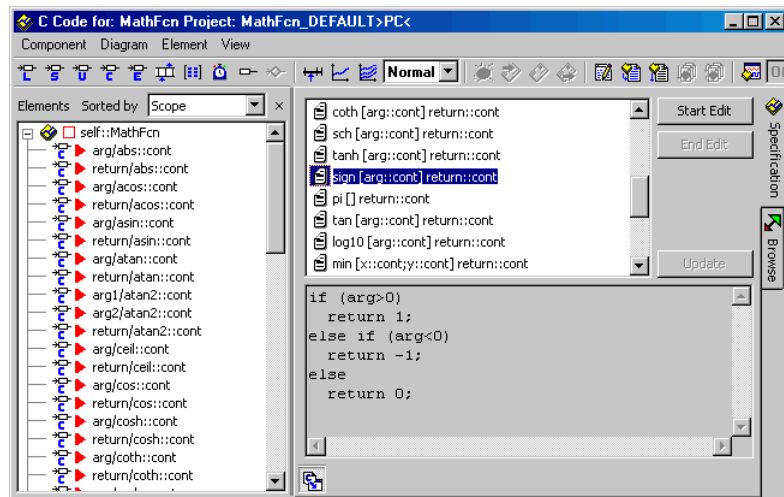 C Code for: MathFcn Project: MathFcn_DEFAULT>PC<
Component Diagram Element View
Normal
Elements Sorted by Scope
self::MathFcn
arg/abs::cont
return/abs::cont
arg/acos::cont
return/acos::cont
arg/asin::cont
return/asin::cont
arg/atan::cont
return/atan::cont
arg1/atan2::cont
arg2/atan2::cont
return/atan2::cont
arg/ceil::cont
return/ceil::cont
arg/cos::cont
return/cos::cont
arg/cosh::cont
return/cosh::cont
arg/coth::cont
return/coth::cont
coth [arg::cont] return::cont
sch [arg::cont] return::cont
tanh [arg::cont] return::cont
sign [arg::cont] return::cont
pi [] return::cont
tan [arg::cont] return::cont
log10 [arg::cont] return::cont
min [x::cont;y::cont] return::cont
Start Edit
End Edit
Update
Specification
Browse
if (arg>0)
return 1;
else if (arg<0)
return -1;
else
return 0;